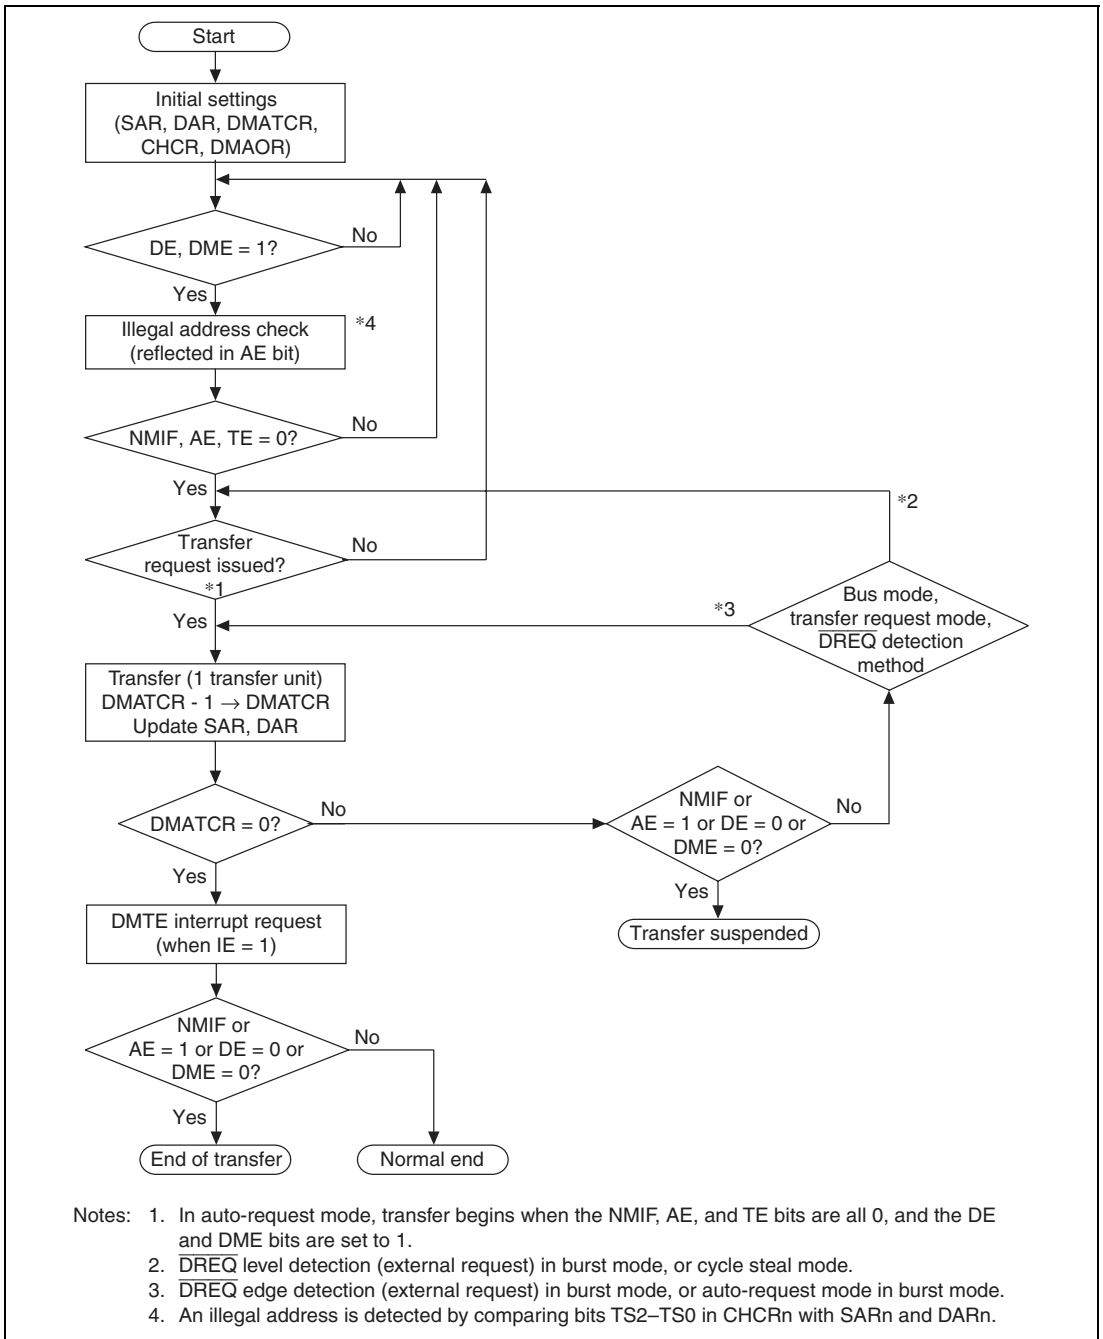 Start
Initial settings
(SAR, DAR, DMATCR,
CHCR, DMAOR)
DE, DME = 1?
No
Yes
Illegal address check
(reflected in AE bit)
*4
NMIF, AE, TE = 0?
No
Yes
*2
Transfer
request issued?
*1
No
Bus mode,
transfer request mode,
DREQ detection
method
*3
Yes
Transfer (1 transfer unit)
DMATCR - 1 → DMATCR
Update SAR, DAR
DMATCR = 0?
No
NMIF or
AE = 1 or DE = 0 or
DME = 0?
No
Yes
Yes
DMTE interrupt request
(when IE = 1)
Transfer suspended
NMIF or
AE = 1 or DE = 0 or
DME = 0?
No
Yes
End of transfer
Normal end
Notes: 1. In auto-request mode, transfer begins when the NMIF, AE, and TE bits are all 0, and the DE
and DME bits are set to 1.
2. DREQ level detection (external request) in burst mode, or cycle steal mode.
3. DREQ edge detection (external request) in burst mode, or auto-request mode in burst mode.
4. An illegal address is detected by comparing bits TS2–TS0 in CHCRn with SARn and DARn.